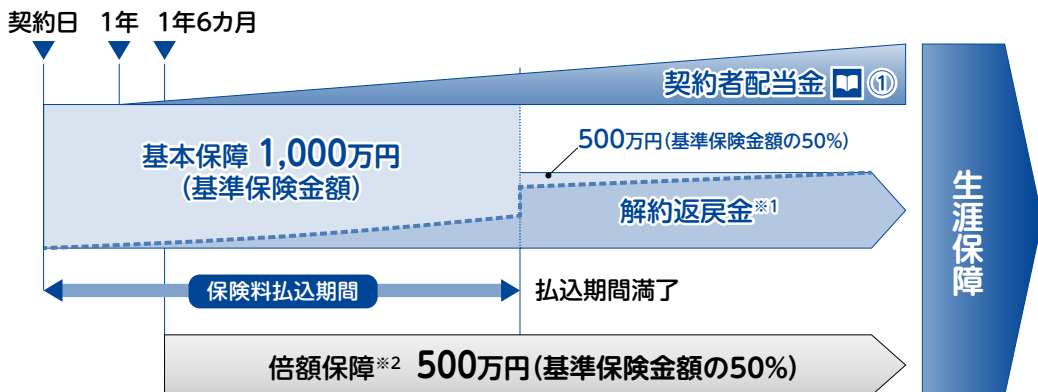 契約日 1年 1年6カ月
契約者配当金 ①
基本保障 1,000万円
(基準保険金額)
500万円(基準保険金額の50%)
解約返戻金※1
保険料払込期間
払込期間満了
倍額保障※2 500万円(基準保険金額の50%)
生涯保障